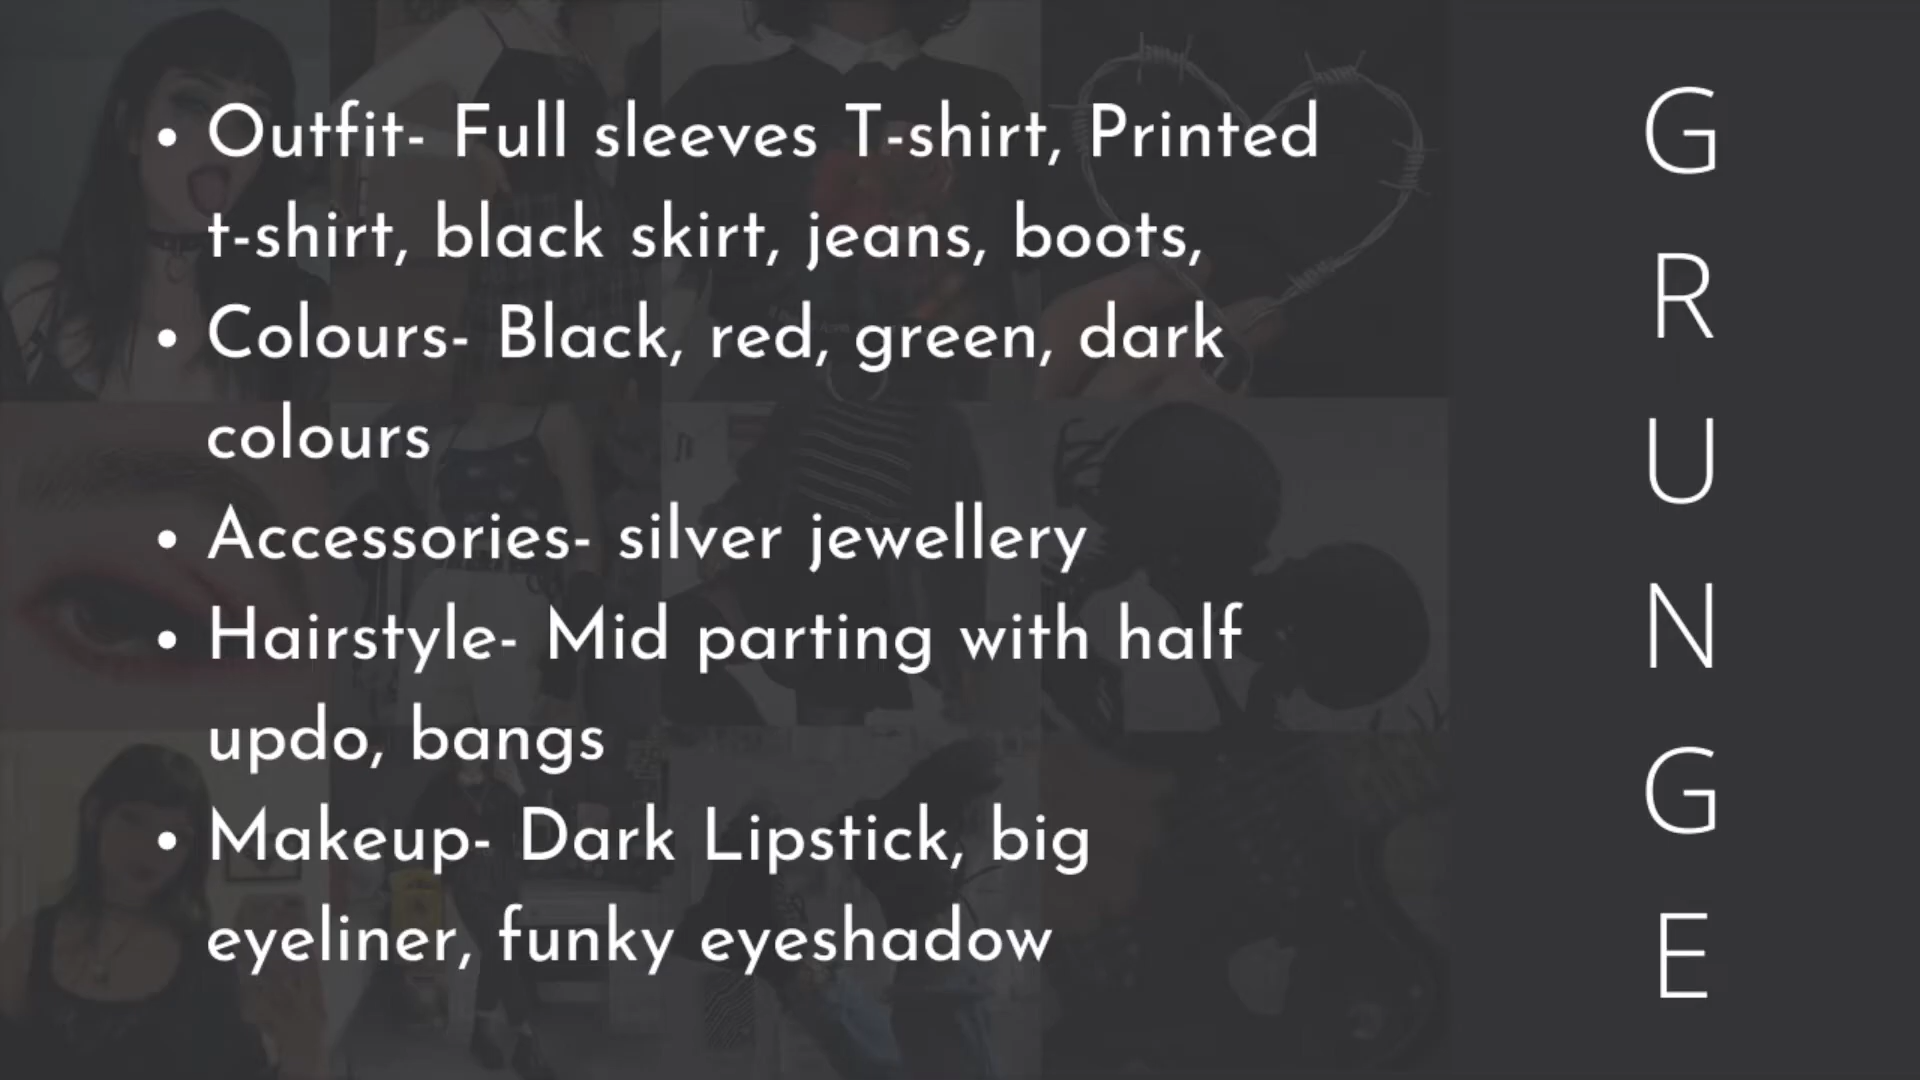 • Outfit- Full sleeves T-shirt, Printed
t-shirt, black skirt, jeans, boots,
• Colours- Black, red, green, dark
colours
• Accessories- silver jewellery
• Hairstyle- Mid parting with half
updo, bangs
• Makeup- Dark Lipstick, big
eyeliner, funky eyeshadow
G
R
U
N
G
E